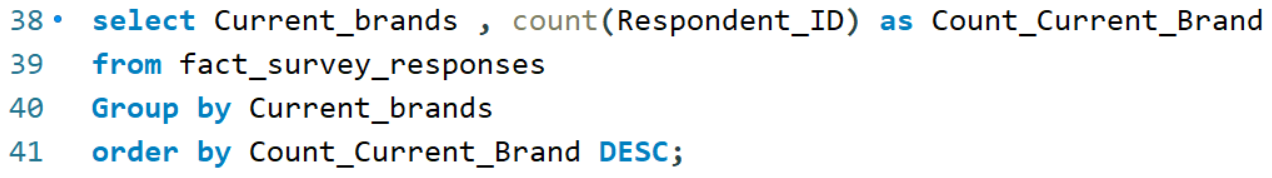 38 select Current_brands , count(Respondent_ID) as Count_Current_Brand
39 from fact_survey_responses
40 Group by Current_brands
41 order by Count_Current_Brand DESC;